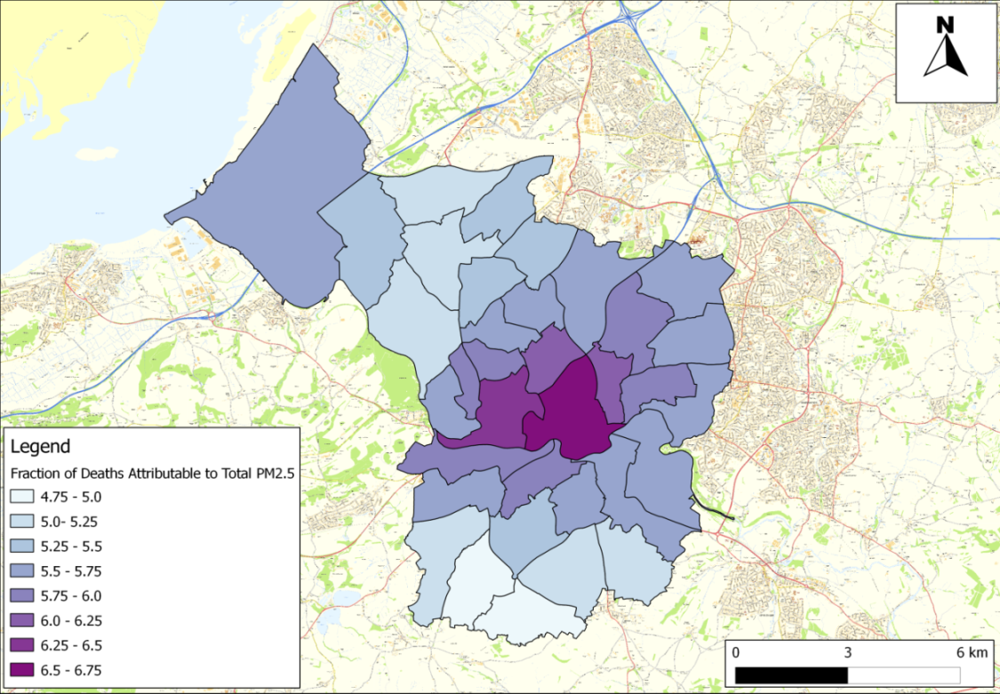 N
Legend
Fraction of Deaths Attributable to Total PM2.5
4.75 - 5.0
5.0- 5.25
5.25 - 5.5
5.5 - 5.75
5.75 - 6.0
6.0 - 6.25
6.25 - 6.5
6.5 - 6.75
0 3 6 km